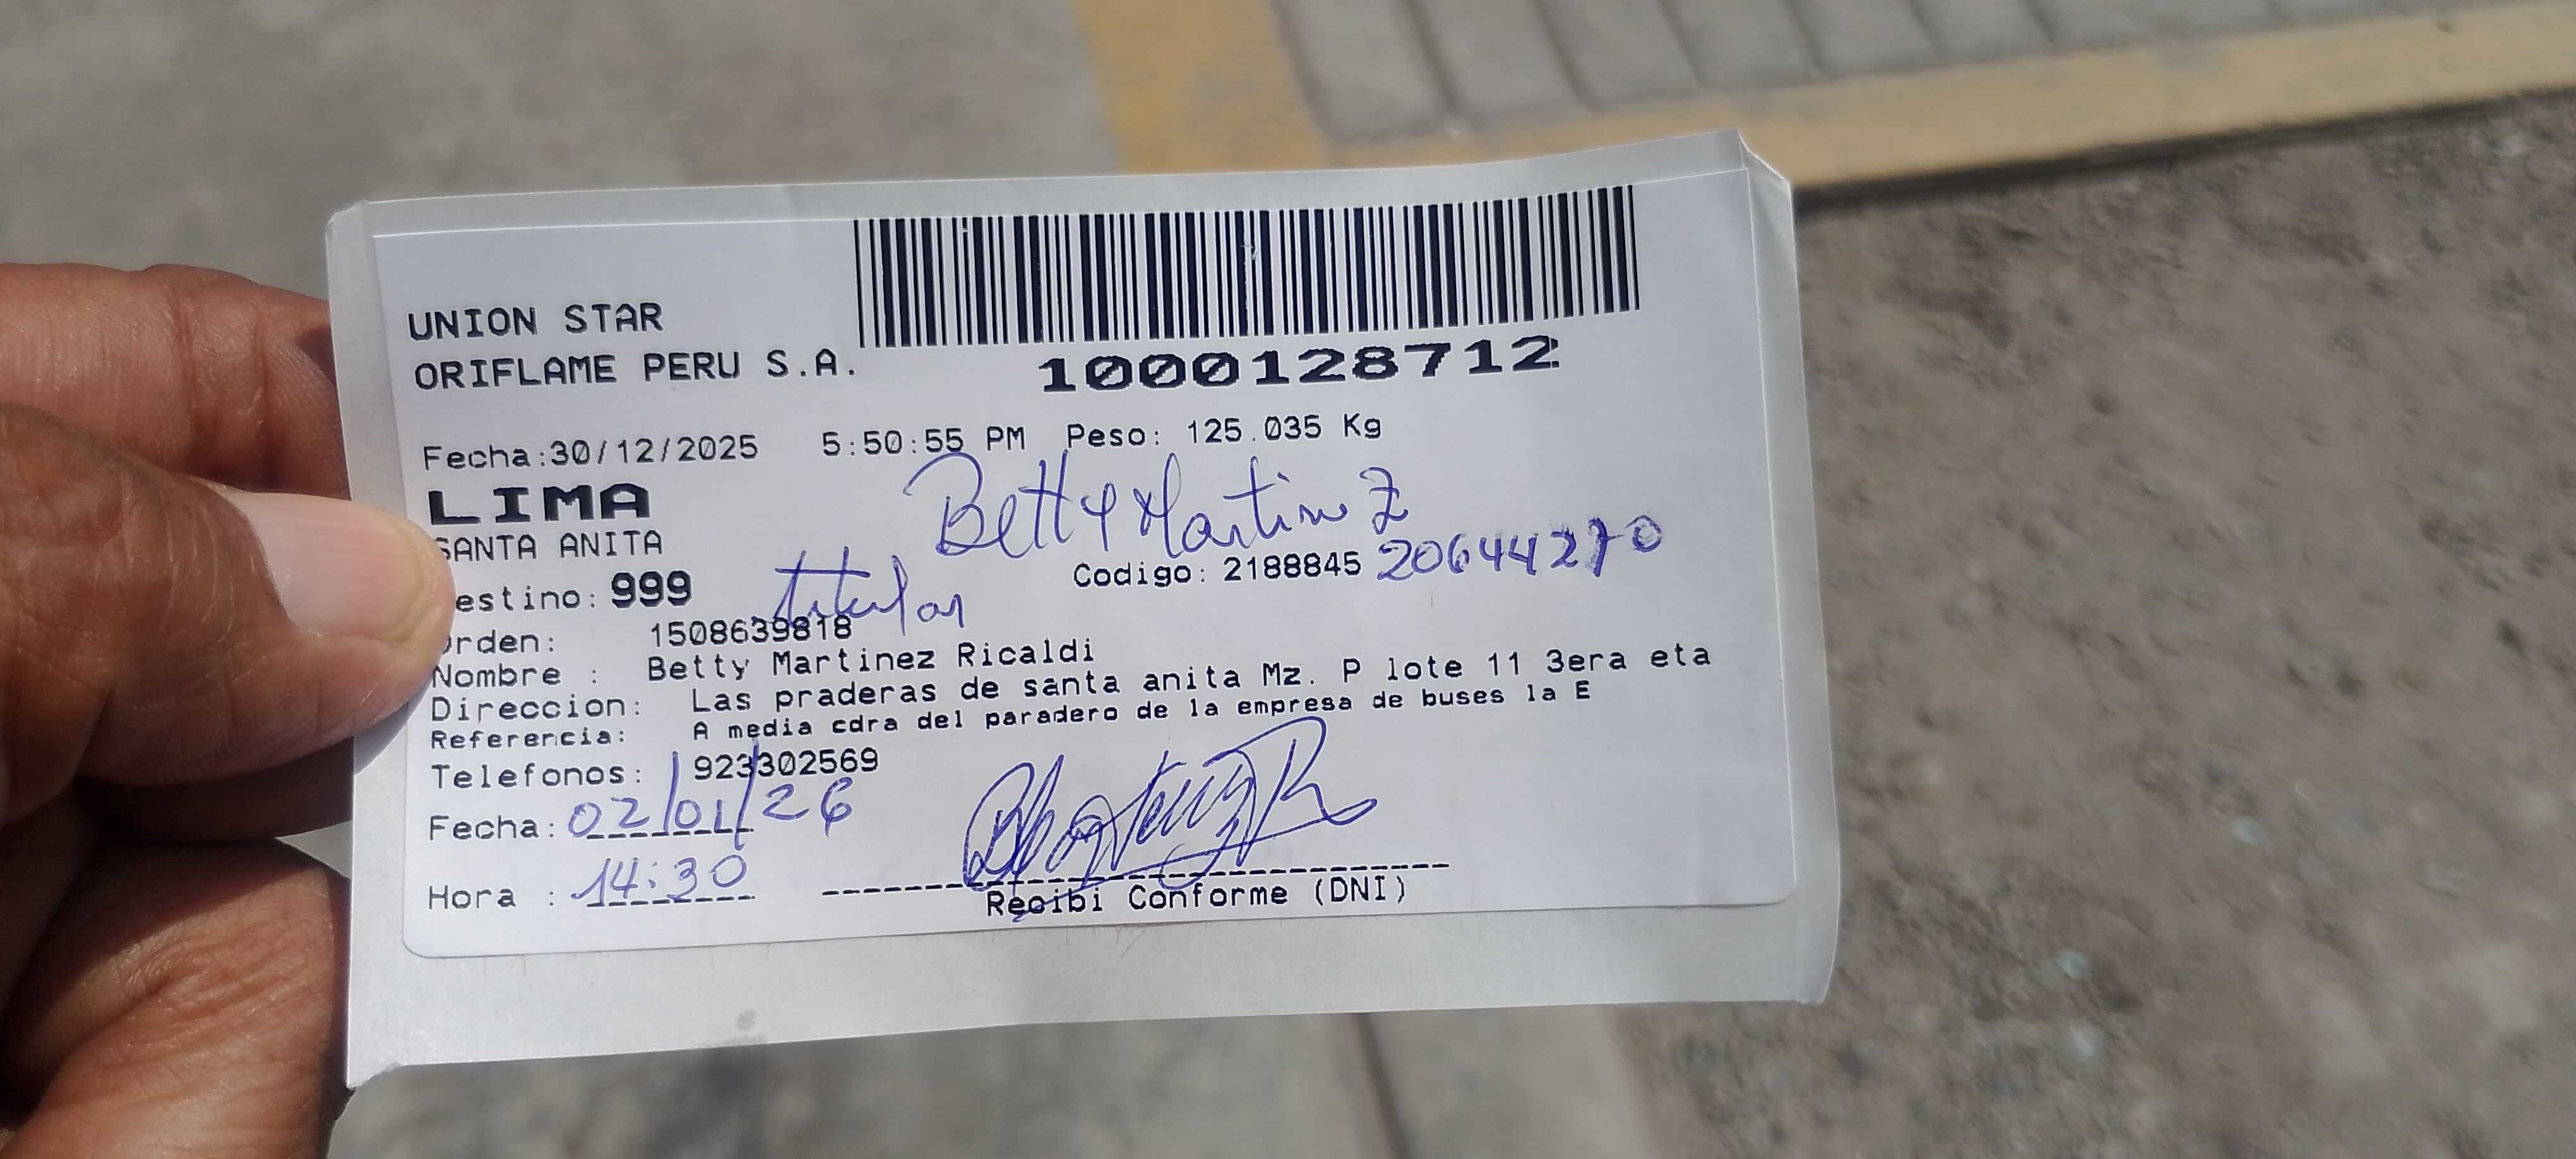 UNION STAR
ORIFLAME PERU S.A.
1000128712
Fecha:30/12/2025 5:50:55 PM Peso: 125.035 Kg
LIMA
Betty Martinez
SANTA ANITA
Codigo: 2188845 20644270
estino: 999
titular
rden: 1508639818
Nombre : Betty Martinez Ricaldi
Direccion: Las praderas de santa anita Mz. P lote 11 3era eta
Referencia: A media cdra del paradero de la empresa de buses la E
Telefonos: 923302569
Fecha: 02/01/26
Hora : 14:30
Recibi Conforme (DNI)